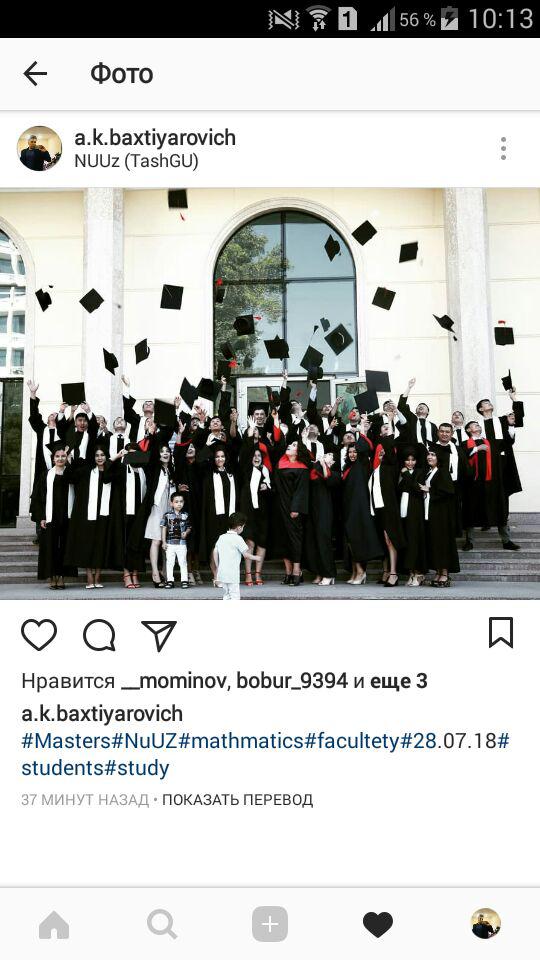 1 56 % 10:13
Фото
a.k.baxtiyarovich
NUUz (TashGU)
Нравится __mominov, bobur_9394 и еще 3
a.k.baxtiyarovich
#Masters#NuUZ#mathmatics#facultety#28.07.18#
students#study
37 МИНУТ НАЗАД • ПОКАЗАТЬ ПЕРЕВОД